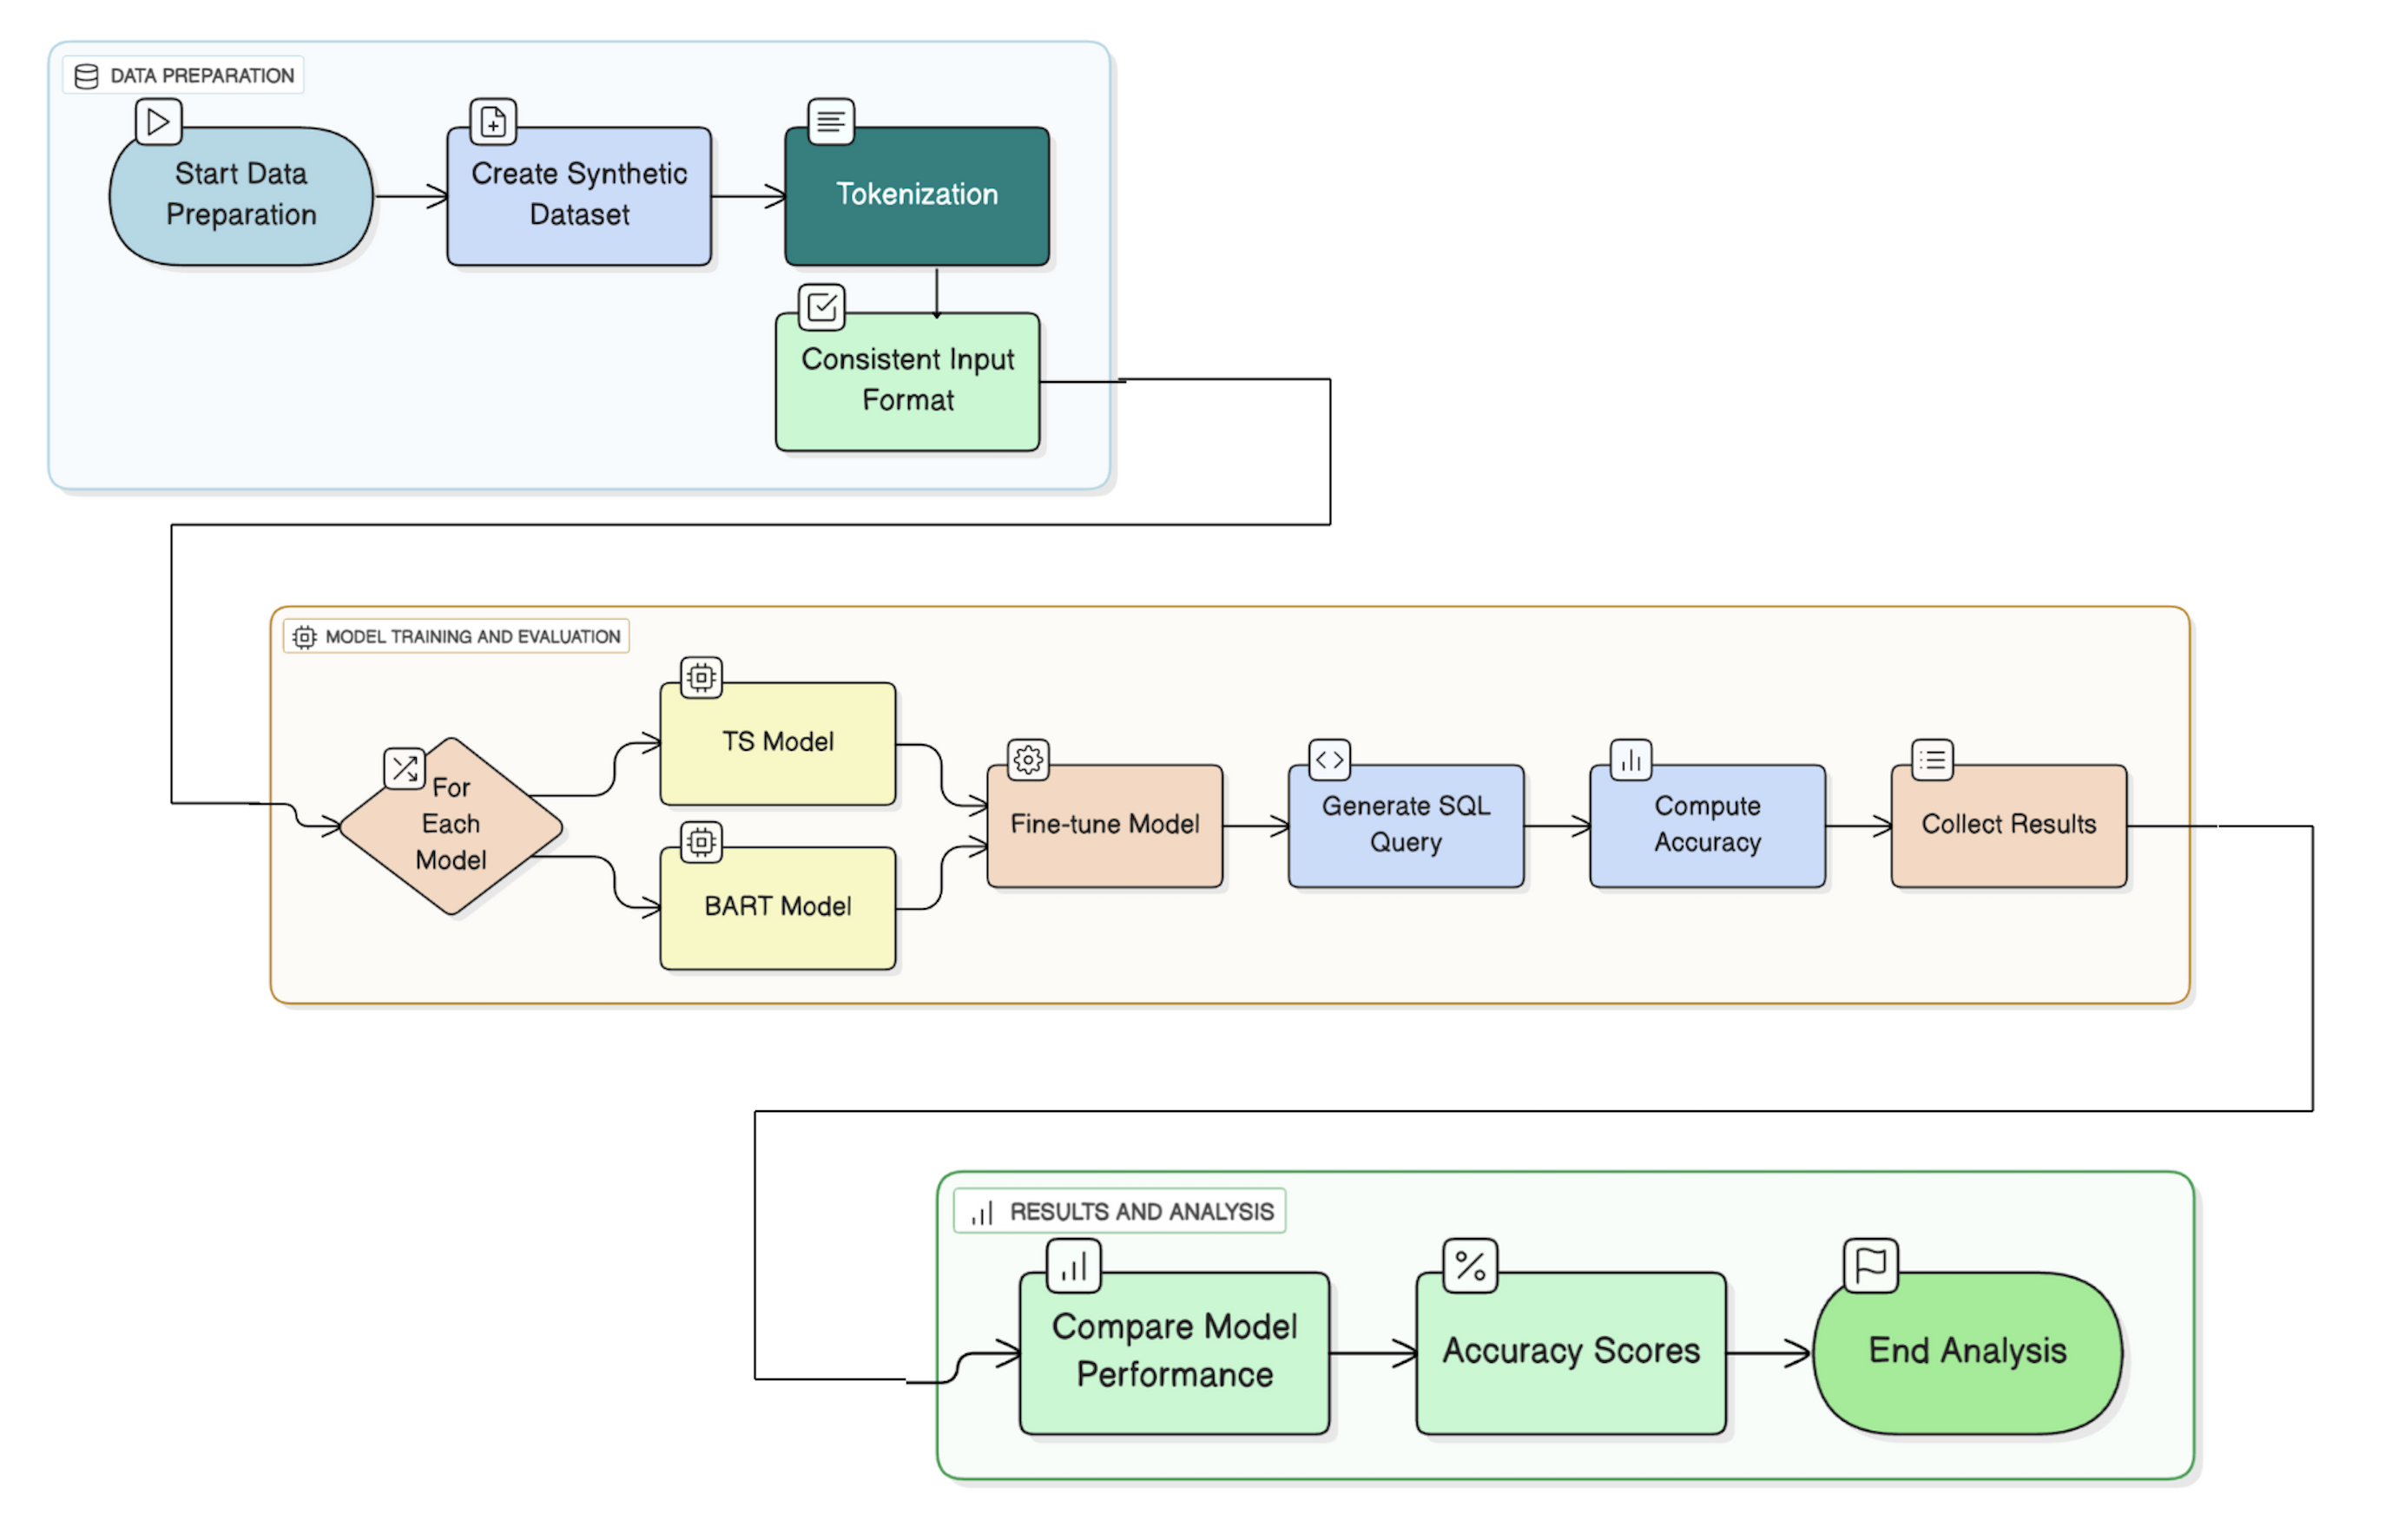 DATA PREPARATION
Start Data
Preparation
Create Synthetic
Dataset
Tokenization
Consistent Input
Format
MODEL TRAINING AND EVALUATION
For
Each
Model
TS Model
BART Model
Fine-tune Model
Generate SQL
Query
Compute
Accuracy
Collect Results
RESULTS AND ANALYSIS
Compare Model
Performance
Accuracy Scores
End Analysis